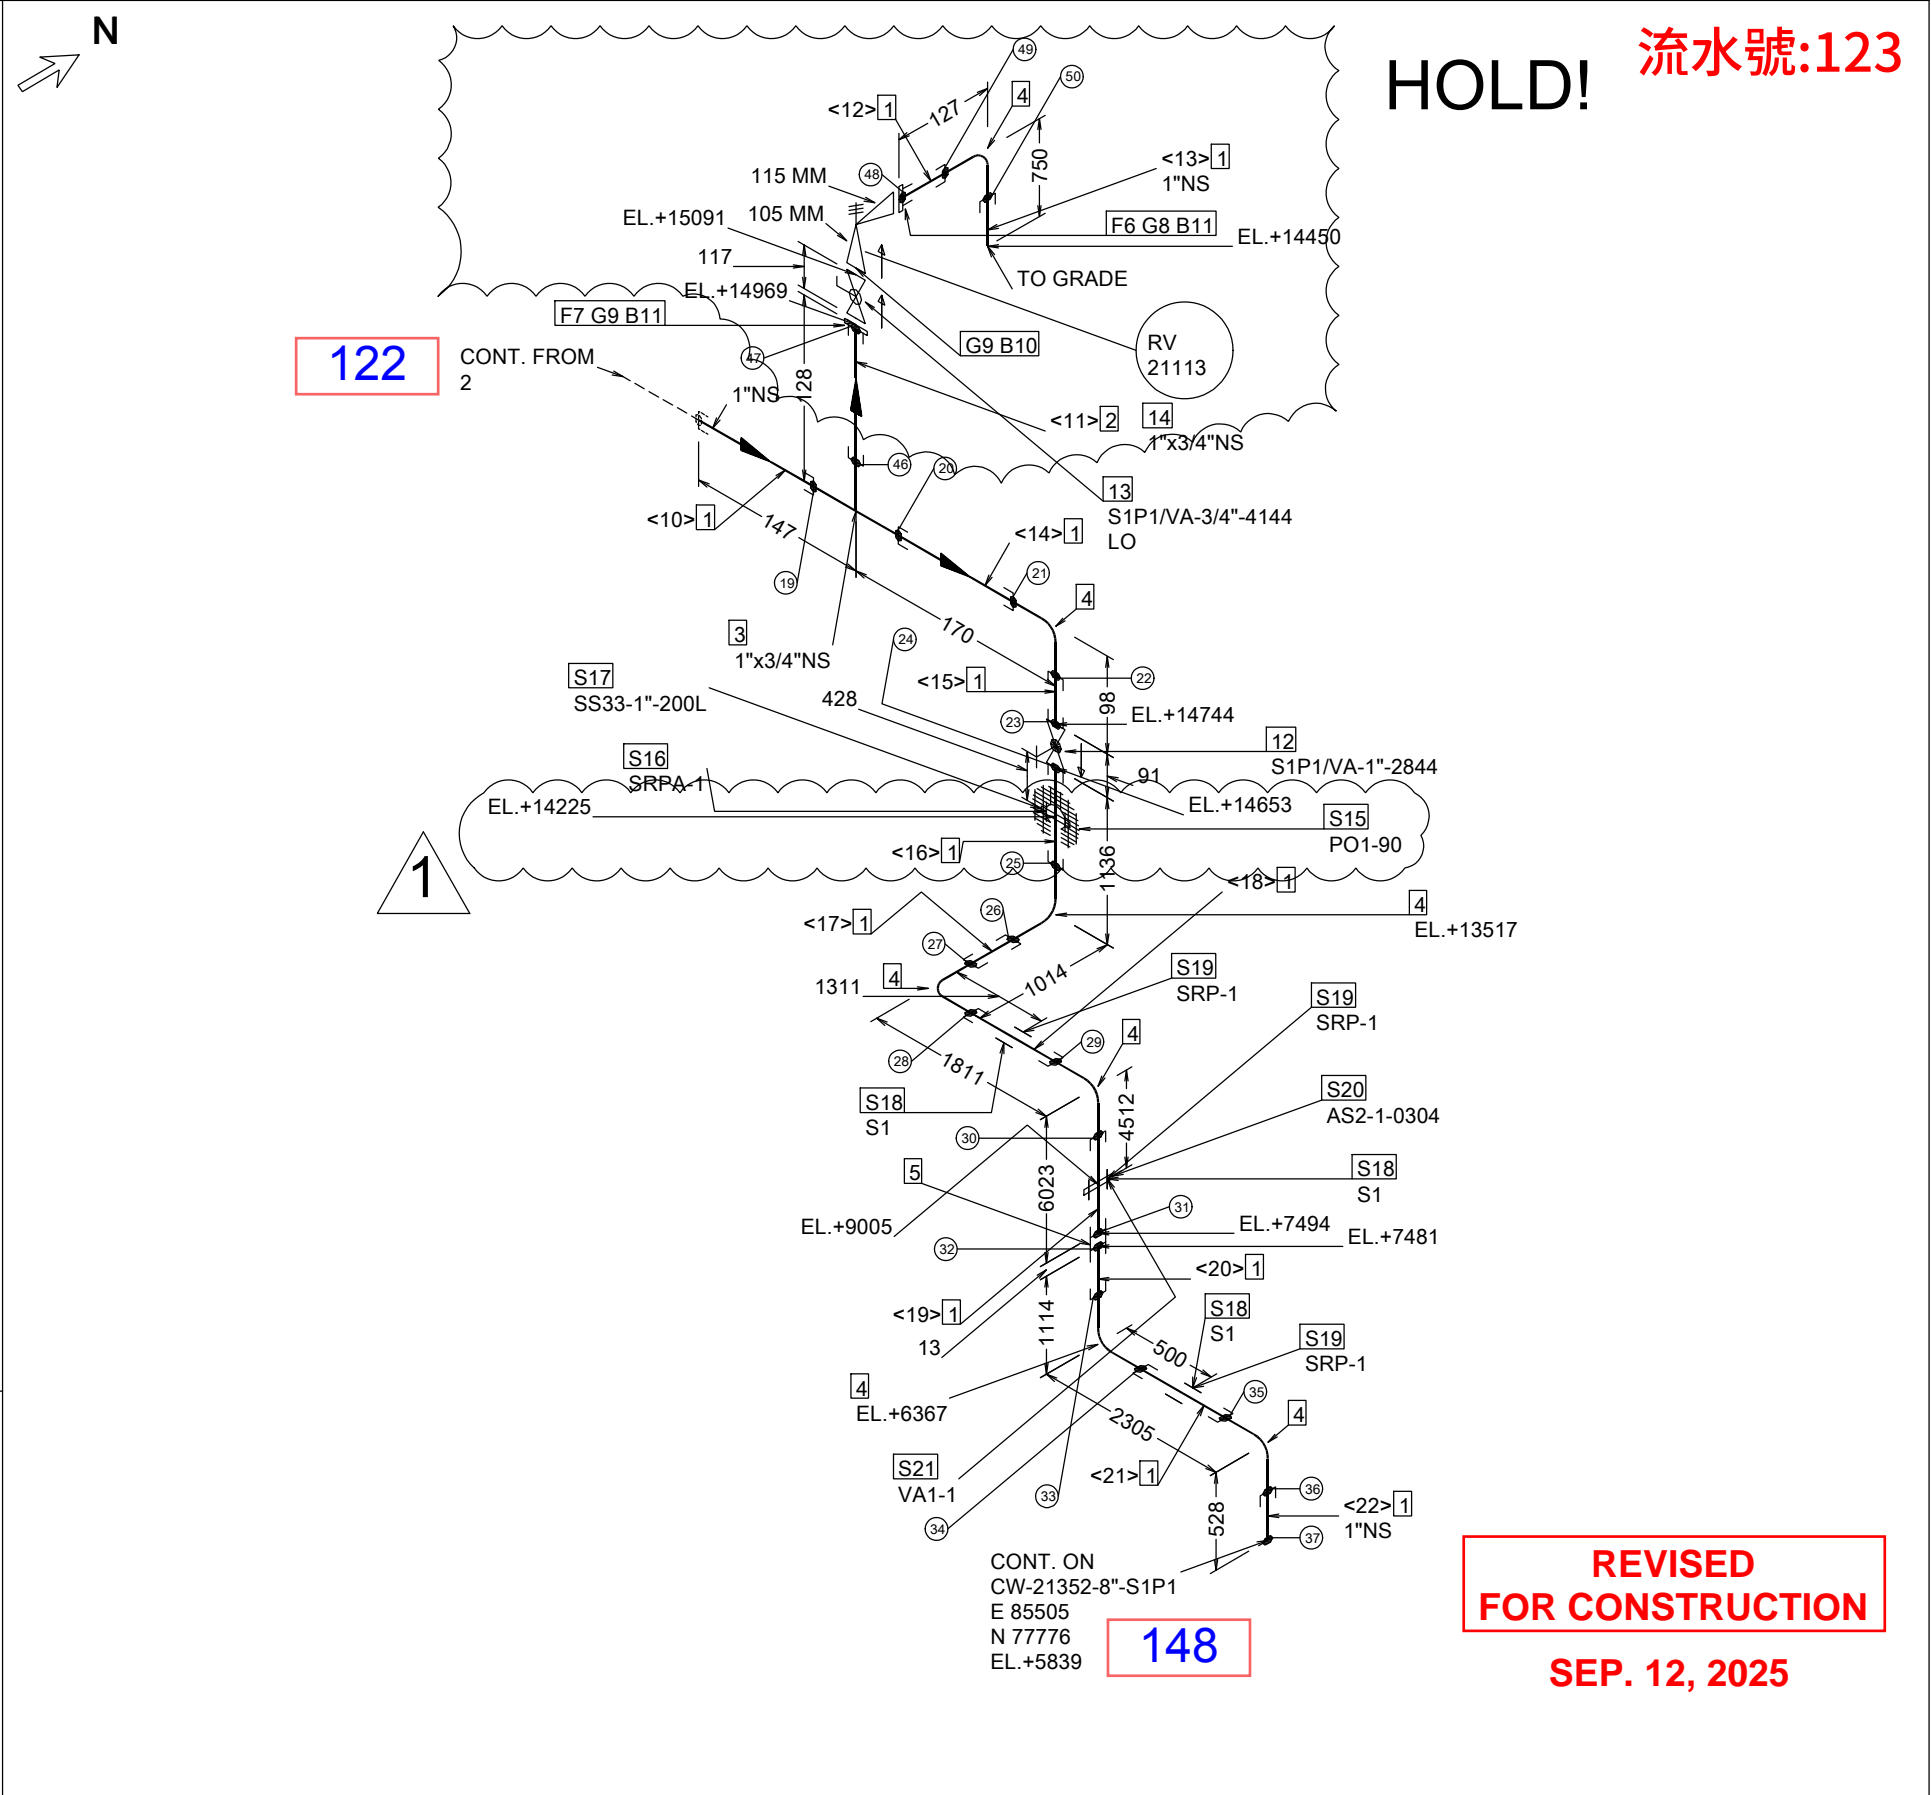 N
流水號:123
HOLD!
49
50
4
<12> 1
127
750
<13> 1
1"NS
115 MM
48
105 MM
EL.+15091
F6 G8 B11
EL.+14450
117
TO GRADE
EL.+14969
F7 G9 B11
G9 B10
RV
21113
122
CONT. FROM
2
47
128
1"NS
<11> 2
14
1"x3/4"NS
46
20
13
S1P1/VA-3/4"-4144
LO
<10> 1
147
<14> 1
19
21
4
170
3
1"x3/4"NS
24
S17
SS33-1"-200L
<15> 1
22
428
98
23
EL.+14744
12
S1P1/VA-1"-2844
S16
SRPA-1
91
EL.+14653
EL.+14225
S15
PO1-90
1
<16> 1
25
1136
<18> 1
4
EL.+13517
<17> 1
26
27
1311
4
1014
S19
SRP-1
S19
SRP-1
28
29
4
1811
S18
S1
4512
S20
AS2-1-0304
30
S18
S1
5
6023
EL.+9005
31
EL.+7494
EL.+7481
32
<20> 1
<19> 1
13
1114
S18
S1
500
S19
SRP-1
4
EL.+6367
35
4
2305
S21
VA1-1
<21> 1
33
34
528
36
<22> 1
1"NS
37
CONT. ON
CW-21352-8"-S1P1
E 85505
N 77776
EL.+5839
148
REVISED
FOR CONSTRUCTION
SEP. 12, 2025